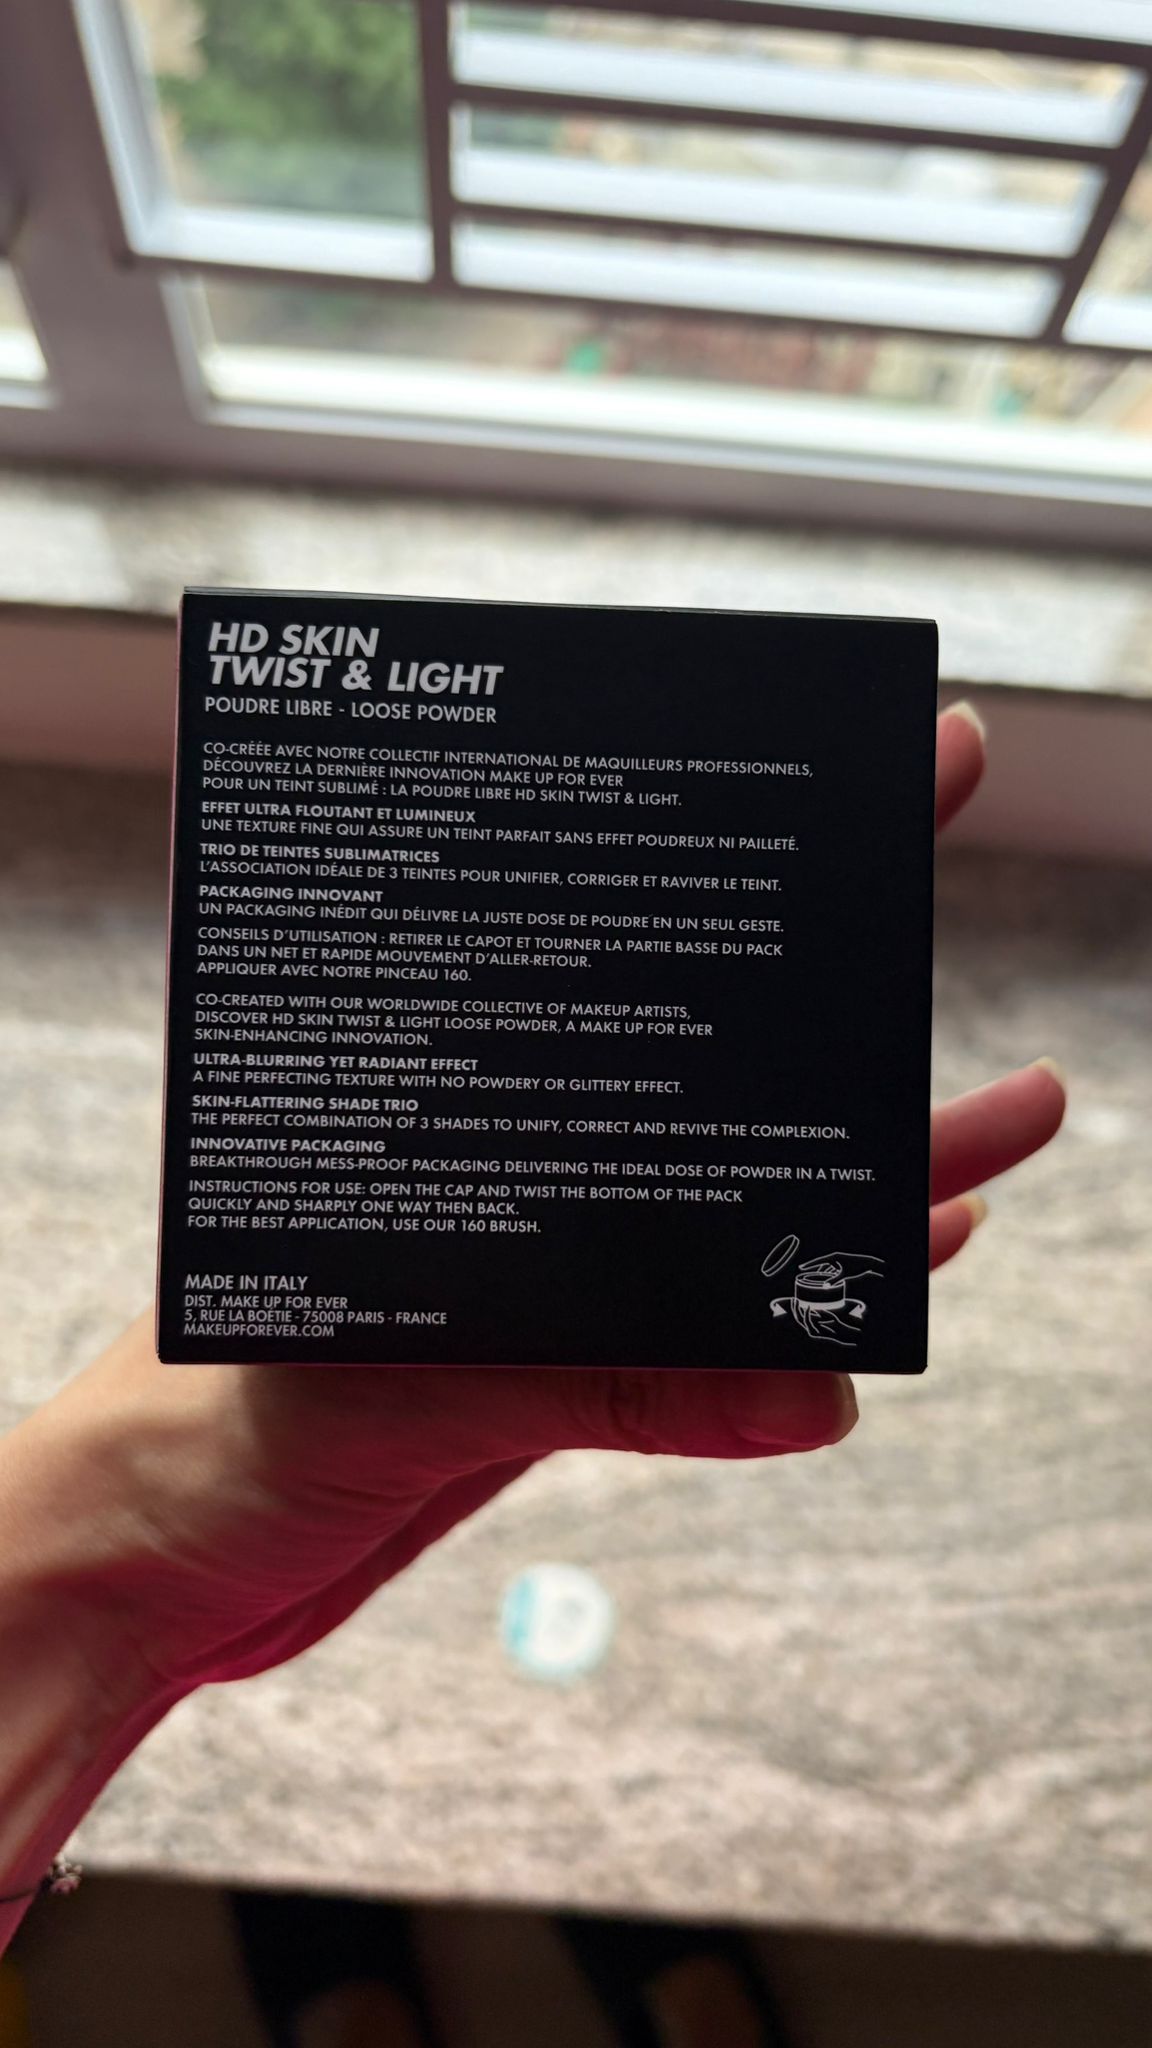 HD SKIN
TWIST & LIGHT
POUDRE LIBRE - LOOSE POWDER
CO-CRÉÉE AVEC NOTRE COLLECTIF INTERNATIONAL DE MAQUILLEURS PROFESSIONNELS,
DÉCOUVREZ LA DERNIÈRE INNOVATION MAKE UP FOR EVER
POUR UN TEINT SUBLIMÉ : LA POUDRE LIBRE HD SKIN TWIST & LIGHT.
EFFET ULTRA FLOUTANT ET LUMINEUX
UNE TEXTURE FINE QUI ASSURE UN TEINT PARFAIT SANS EFFET POUDREUX NI PAILLETÉ.
TRIO DE TEINTES SUBLIMATRICES
L'ASSOCIATION IDÉALE DE 3 TEINTES POUR UNIFIER, CORRIGER ET RAVIVER LE TEINT.
PACKAGING INNOVANT
UN PACKAGING INÉDIT QUI DÉLIVRE LA JUSTE DOSE DE POUDRE EN UN SEUL GESTE.
CONSEILS D'UTILISATION : RETIRER LE CAPOT ET TOURNER LA PARTIE BASSE DU PACK
DANS UN NET ET RAPIDE MOUVEMENT D'ALLER-RETOUR.
APPLIQUER AVEC NOTRE PINCEAU 160.
CO-CREATED WITH OUR WORLDWIDE COLLECTIVE OF MAKEUP ARTISTS,
DISCOVER HD SKIN TWIST & LIGHT LOOSE POWDER, A MAKE UP FOR EVER
SKIN-ENHANCING INNOVATION.
ULTRA-BLURRING YET RADIANT EFFECT
A FINE PERFECTING TEXTURE WITH NO POWDERY OR GLITTERY EFFECT.
SKIN-FLATTERING SHADE TRIO
THE PERFECT COMBINATION OF 3 SHADES TO UNIFY, CORRECT AND REVIVE THE COMPLEXION.
INNOVATIVE PACKAGING
BREAKTHROUGH MESS-PROOF PACKAGING DELIVERING THE IDEAL DOSE OF POWDER IN A TWIST.
INSTRUCTIONS FOR USE: OPEN THE CAP AND TWIST THE BOTTOM OF THE PACK
QUICKLY AND SHARPLY ONE WAY THEN BACK.
FOR THE BEST APPLICATION, USE OUR 160 BRUSH.
MADE IN ITALY
DIST. MAKE UP FOR EVER
5, RUE LA BOÉTIE - 75008 PARIS - FRANCE
MAKEUPFOREVER.COM